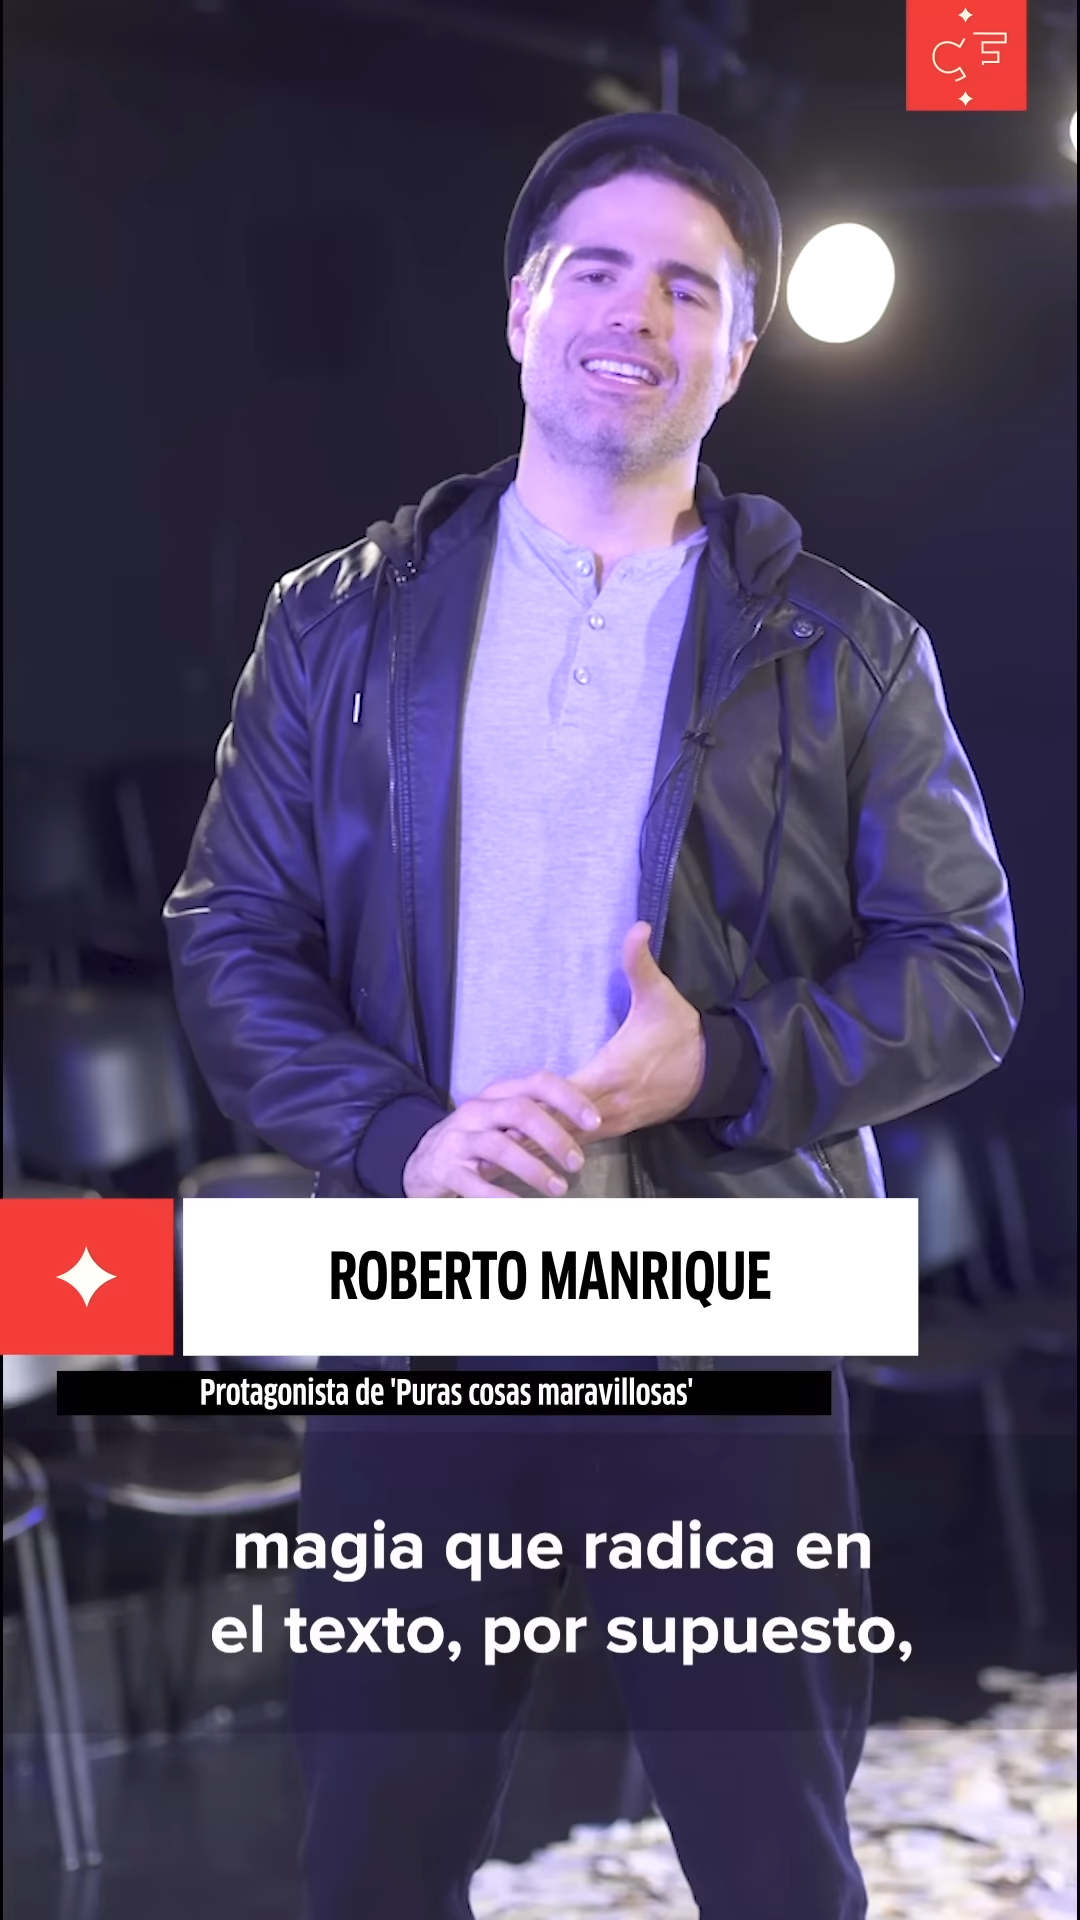 ROBERTO MANRIQUE
Protagonista de 'Puras cosas maravillosas'
magia que radica en
el texto, por supuesto,